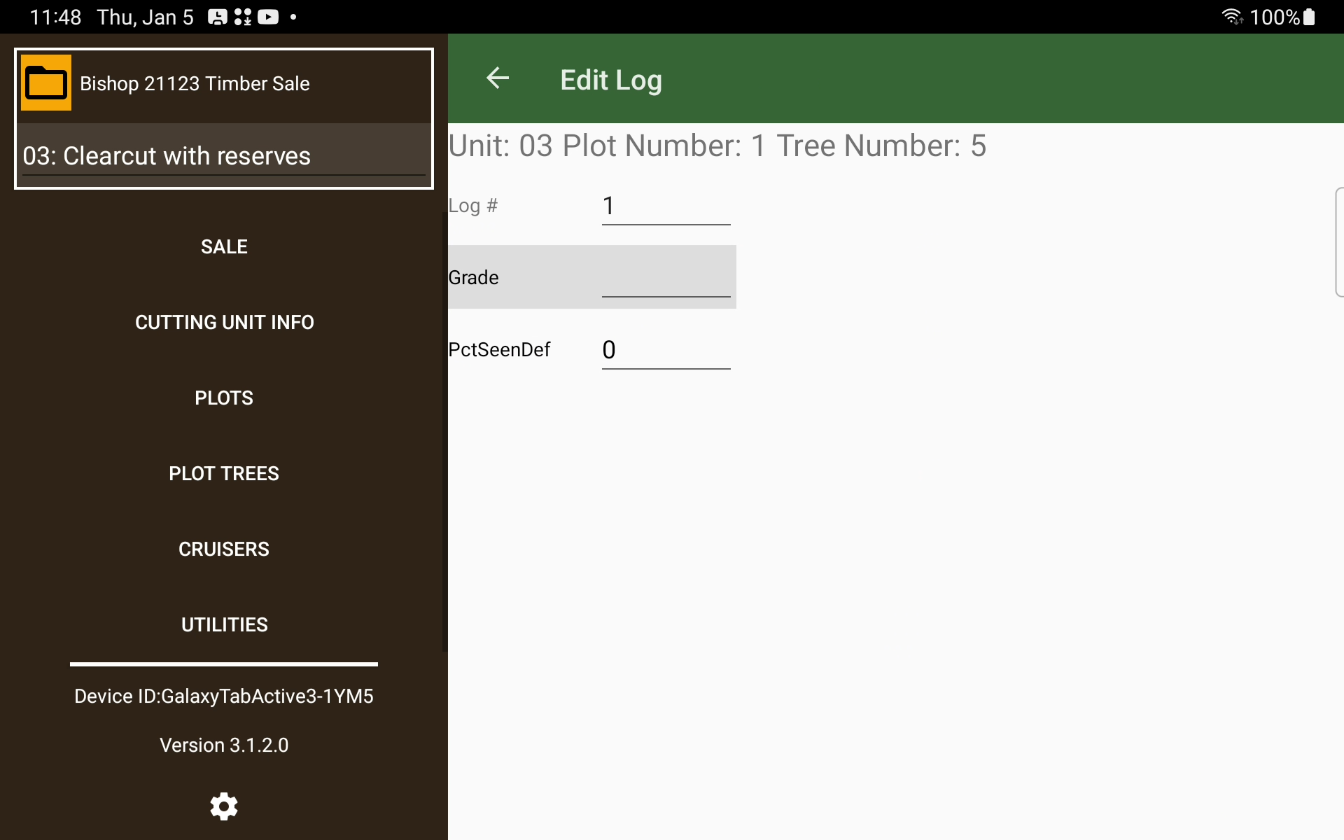 11:48 Thu, Jan 5
100%
Bishop 21123 Timber Sale
03: Clearcut with reserves
SALE
CUTTING UNIT INFO
PLOTS
PLOT TREES
CRUISERS
UTILITIES
Device ID:GalaxyTabActive3-1YM5
Version 3.1.2.0
Edit Log
Unit: 03 Plot Number: 1 Tree Number: 5
Log # 1
Grade
PctSeenDef 0